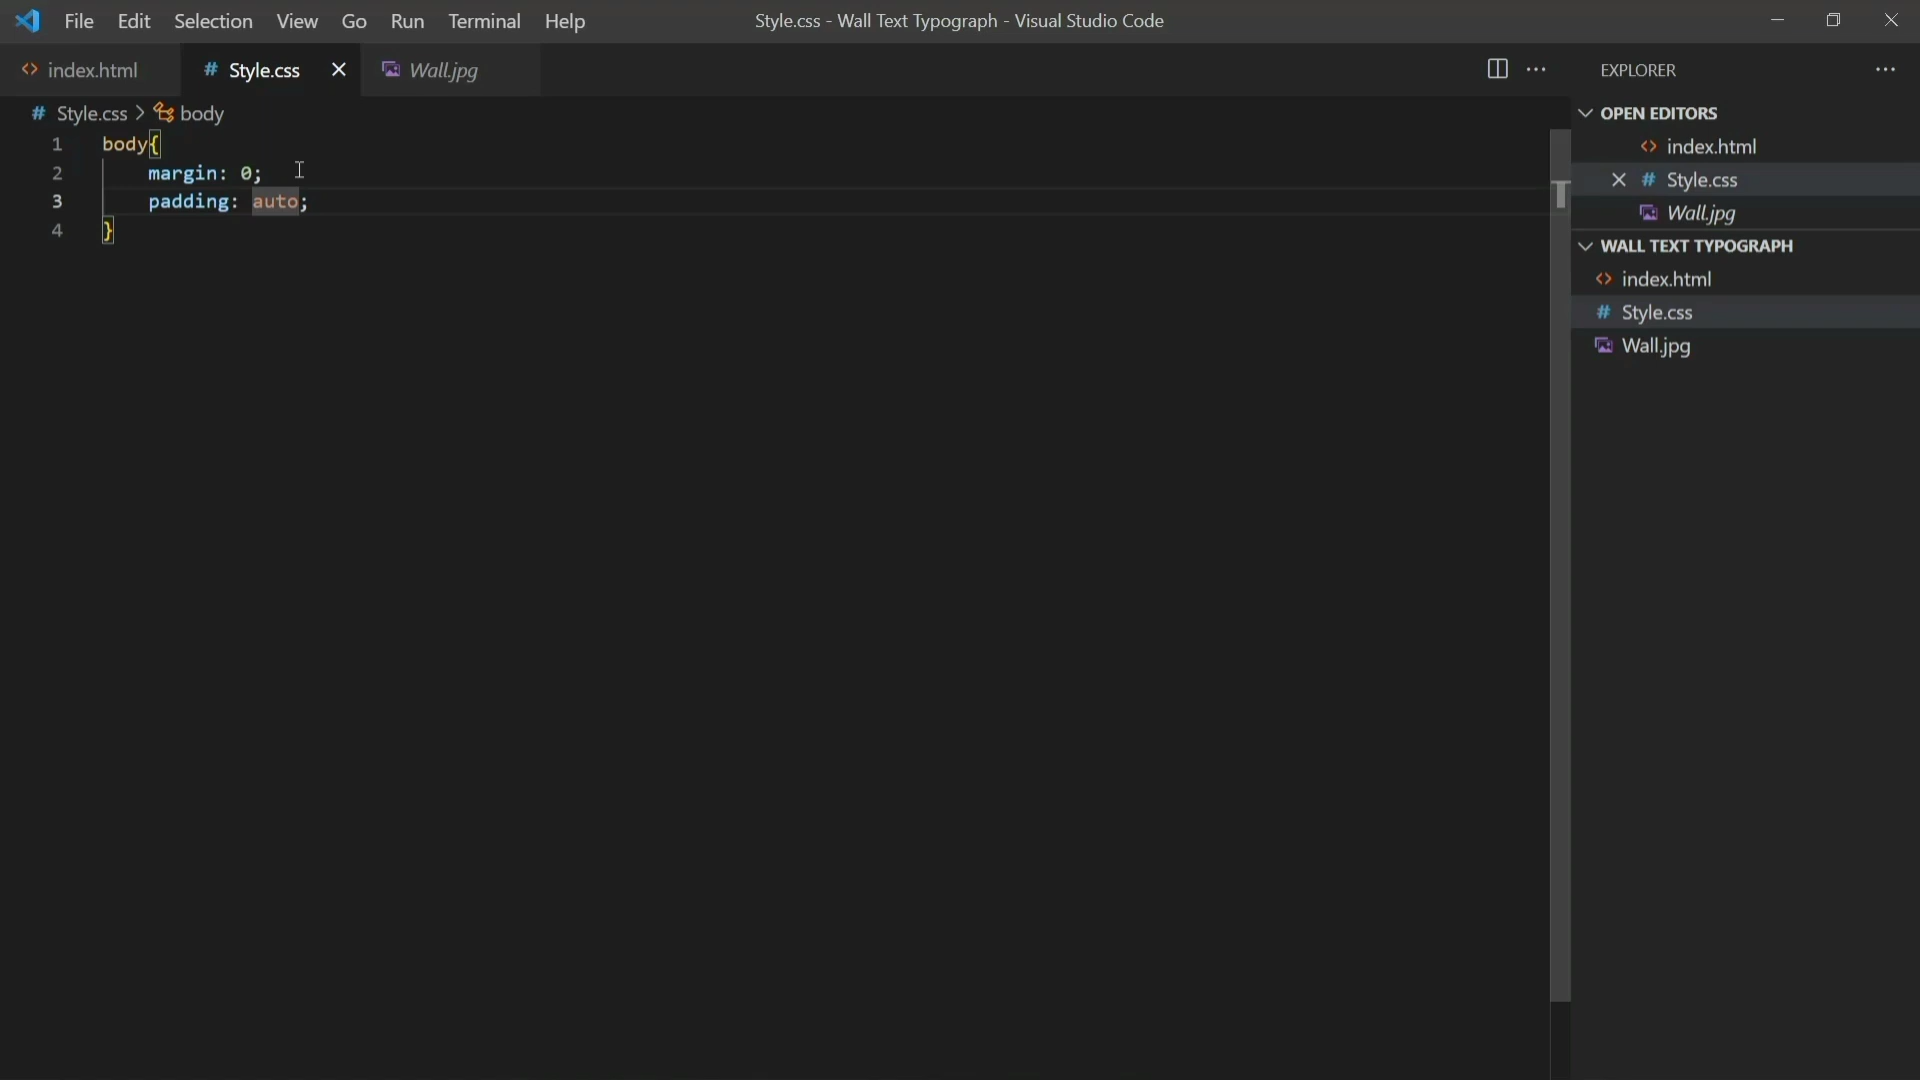 File Edit Selection View Go Run Terminal Help
Style.css - Wall Text Typograph - Visual Studio Code
index.html
# Style.css
Wall.jpg
# Style.css > body
1 body{
2 margin: 0;
3 padding: auto;
4 }
EXPLORER
OPEN EDITORS
index.html
# Style.css
Wall.jpg
WALL TEXT TYPOGRAPH
index.html
# Style.css
Wall.jpg